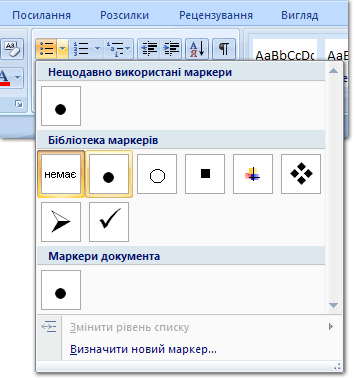 Посилання Розсилки Рецензування Вигляд
AaBbCcDc Aa
Нещодавно використані маркери
Бібліотека маркерів
немає
Маркери документа
Змінити рівень списку
Визначити новий маркер...